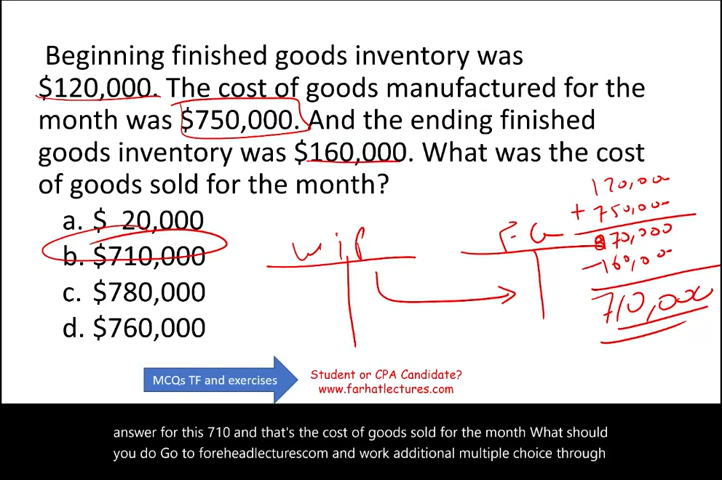 Beginning finished goods inventory was
$120,000. The cost of goods manufactured for the
month was $750,000. And the ending finished
goods inventory was $160,000. What was the cost
of goods sold for the month?
a. $ 20,000
b. $710,000
c. $780,000
d. $760,000
120,000
+ 750,000
870,000
-160,000
710,000
W.I.P
F.G
MCQs TF and exercises
Student or CPA Candidate?
www.farhatlectures.com
answer for this 710 and that's the cost of goods sold for the month What should
you do Go to foreheadlecturescom and work additional multiple choice through